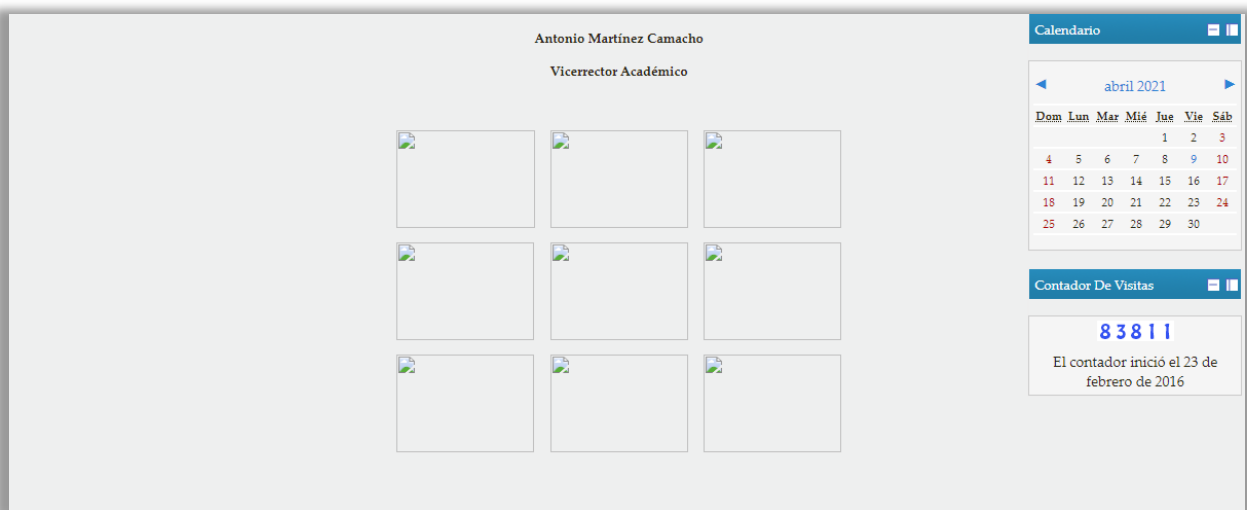 Antonio Martínez Camacho
Vicerrector Académico
Calendario
abril 2021
Dom Lun Mar Mié Jue Vie Sáb
1 2 3
4 5 6 7 8 9 10
11 12 13 14 15 16 17
18 19 20 21 22 23 24
25 26 27 28 29 30
Contador De Visitas
83811
El contador inició el 23 de
febrero de 2016